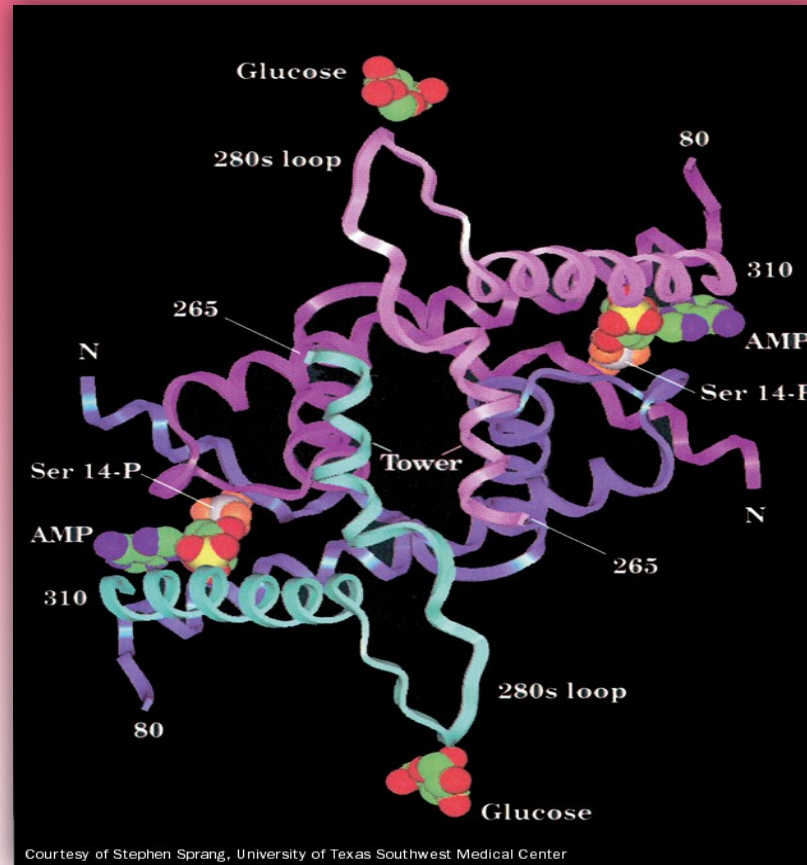 Glucose
80
280s loop
310
265
AMP
N
Ser 14-P
Tower
Ser 14-P
N
AMP
265
310
280s loop
80
Glucose
Courtesy of Stephen Sprang, University of Texas Southwest Medical Center